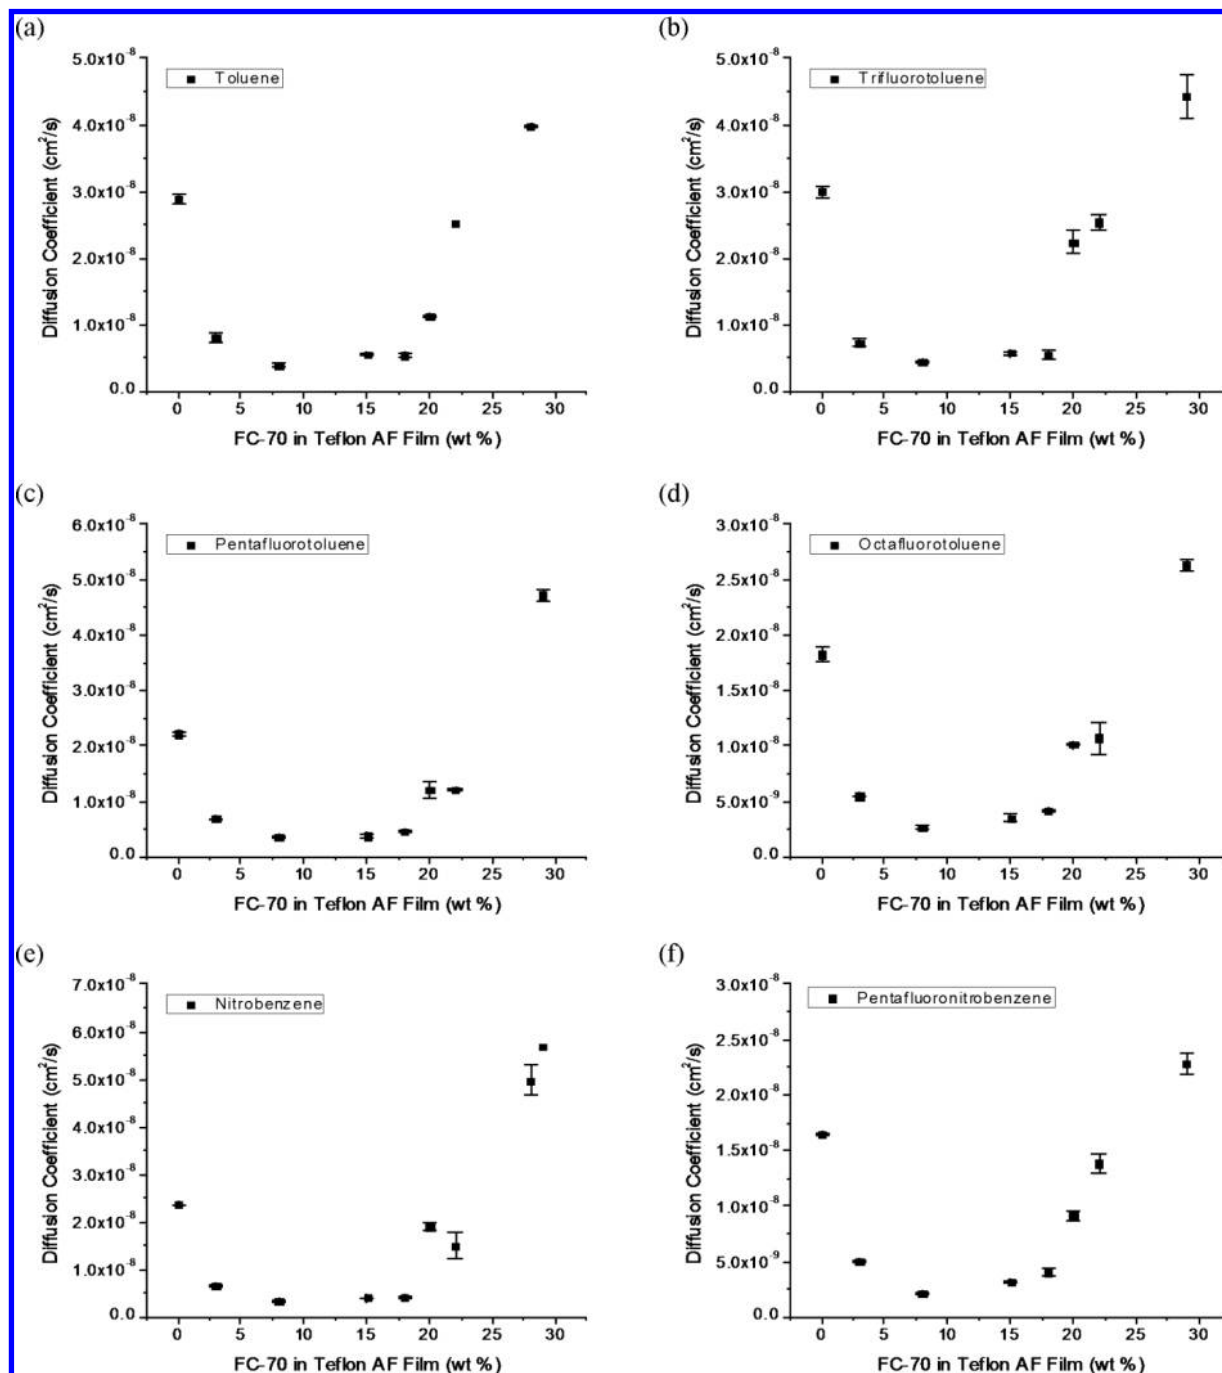 (a)
Diffusion Coefficient (cm²/s)
5.0x10⁻⁸
4.0x10⁻⁸
3.0x10⁻⁸
2.0x10⁻⁸
1.0x10⁻⁸
0.0
Toluene
0 5 10 15 20 25 30
FC-70 in Teflon AF Film (wt %)
(b)
Diffusion Coefficient (cm²/s)
5.0x10⁻⁸
4.0x10⁻⁸
3.0x10⁻⁸
2.0x10⁻⁸
1.0x10⁻⁸
0.0
Trifluorotoluene
0 5 10 15 20 25 30
FC-70 in Teflon AF Film (wt %)
(c)
Diffusion Coefficient (cm²/s)
6.0x10⁻⁸
5.0x10⁻⁸
4.0x10⁻⁸
3.0x10⁻⁸
2.0x10⁻⁸
1.0x10⁻⁸
0.0
Pentafluorotoluene
0 5 10 15 20 25 30
FC-70 in Teflon AF Film (wt %)
(d)
Diffusion Coefficient (cm²/s)
3.0x10⁻⁸
2.5x10⁻⁸
2.0x10⁻⁸
1.5x10⁻⁸
1.0x10⁻⁸
5.0x10⁻⁹
0.0
Octafluorotoluene
0 5 10 15 20 25 30
FC-70 in Teflon AF Film (wt %)
(e)
Diffusion Coefficient (cm²/s)
7.0x10⁻⁸
6.0x10⁻⁸
5.0x10⁻⁸
4.0x10⁻⁸
3.0x10⁻⁸
2.0x10⁻⁸
1.0x10⁻⁸
0.0
Nitrobenzene
0 5 10 15 20 25 30
FC-70 in Teflon AF Film (wt %)
(f)
Diffusion Coefficient (cm²/s)
3.0x10⁻⁸
2.5x10⁻⁸
2.0x10⁻⁸
1.5x10⁻⁸
1.0x10⁻⁸
5.0x10⁻⁹
0.0
Pentafluoronitrobenzene
0 5 10 15 20 25 30
FC-70 in Teflon AF Film (wt %)